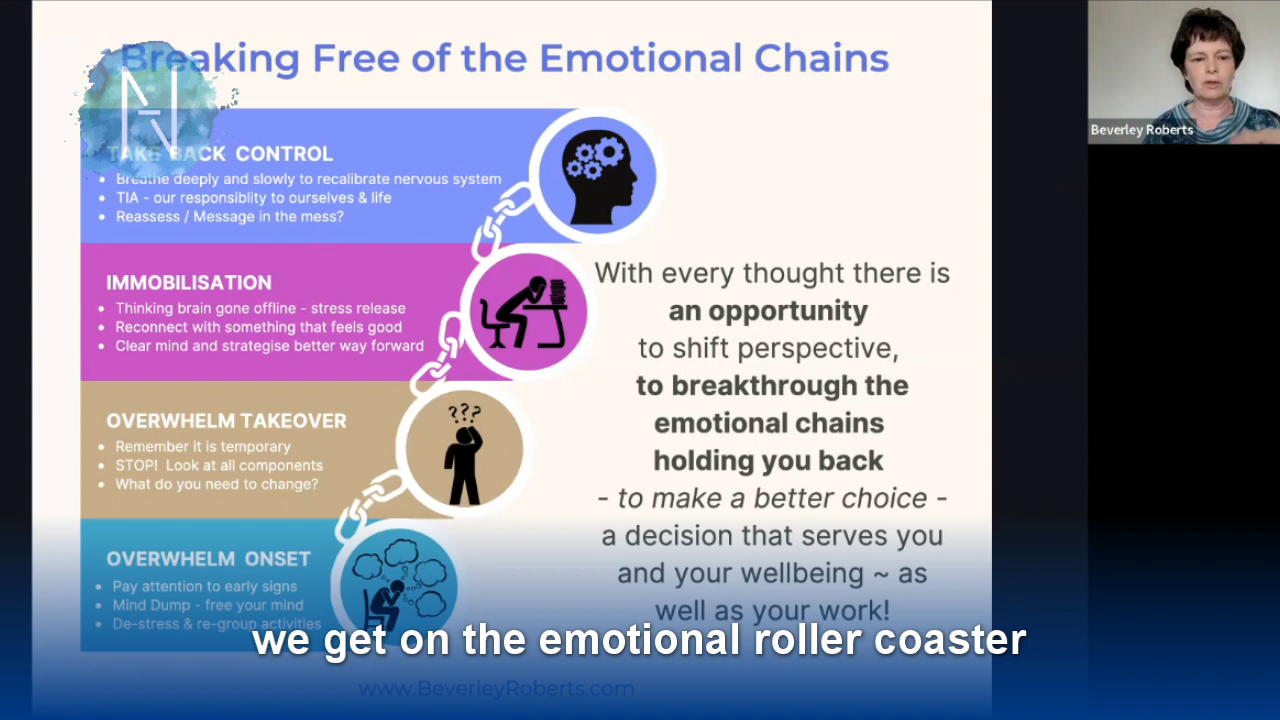 Breaking Free of the Emotional Chains
TAKE BACK CONTROL
• Breathe deeply and slowly to recalibrate nervous system
• TIA - our responsiblity to ourselves & life
• Reassess / Message in the mess?
IMMOBILISATION
• Thinking brain gone offline - stress release
• Reconnect with something that feels good
• Clear mind and strategise better way forward
OVERWHELM TAKEOVER
• Remember it is temporary
• STOP! Look at all components
• What do you need to change?
???
OVERWHELM ONSET
• Pay attention to early signs
• Mind Dump - free your mind
• De-stress & re-group activities
With every thought there is
an opportunity
to shift perspective,
to breakthrough the
emotional chains
holding you back
- to make a better choice -
a decision that serves you
and your wellbeing ~ as
well as your work!
www.BeverleyRoberts.com
Beverley Roberts
we get on the emotional roller coaster